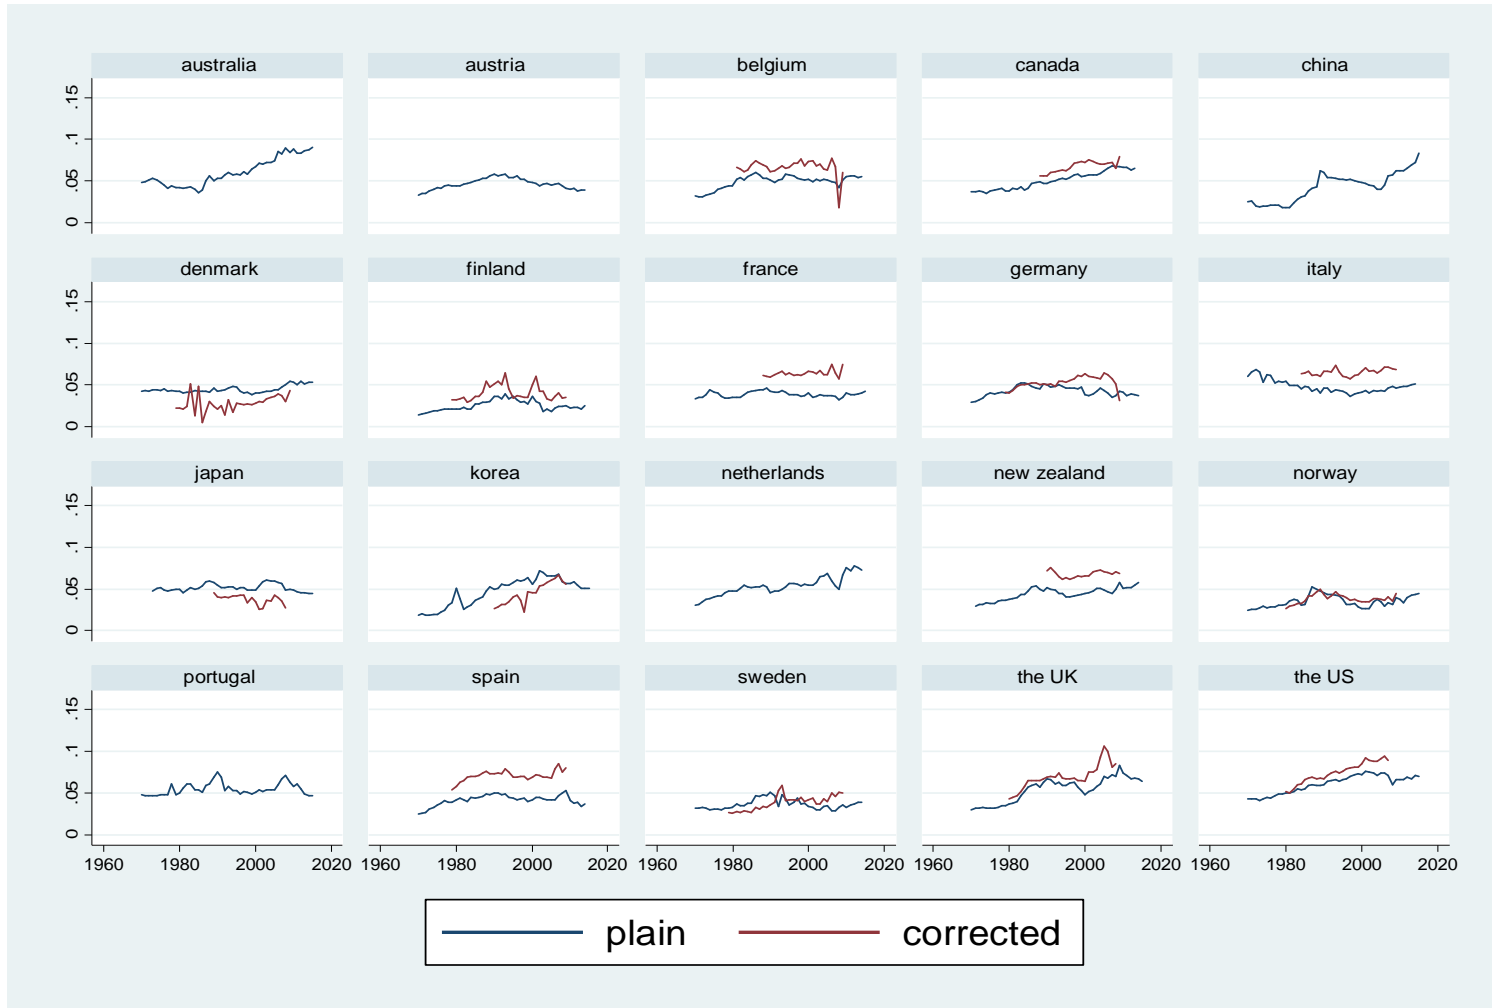 australia austria belgium canada china
.15
.1
.05
0
denmark finland france germany italy
.15
.1
.05
0
japan korea netherlands new zealand norway
.15
.1
.05
0
portugal spain sweden the UK the US
.15
.1
.05
0
1960 1980 2000 2020 1960 1980 2000 2020 1960 1980 2000 2020 1960 1980 2000 2020 1960 1980 2000 2020
plain corrected